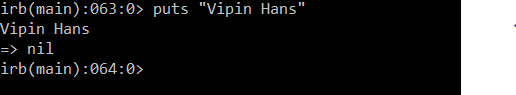 irb(main):063:0> puts "Vipin Hans"
Vipin Hans
=> nil
irb(main):064:0>